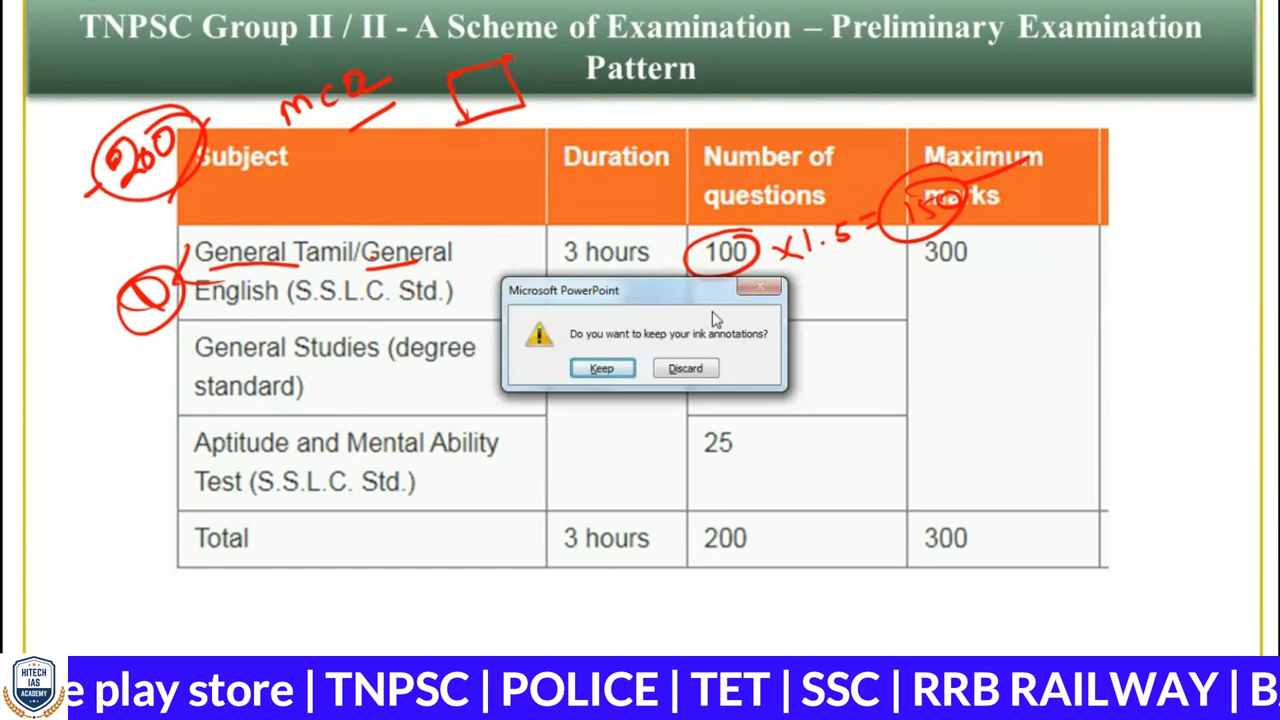 TNPSC Group II / II - A Scheme of Examination – Preliminary Examination
Pattern
MCQ
200
Subject
Duration
Number of
questions
Maximum
marks
150
General Tamil/General
English (S.S.L.C. Std.)
3 hours
100
x1.5=
300
1
Microsoft PowerPoint
Do you want to keep your ink annotations?
Keep
Discard
General Studies (degree
standard)
Aptitude and Mental Ability
Test (S.S.L.C. Std.)
25
Total
3 hours
200
300
HITECH
IAS
ACADEMY
e play store | TNPSC | POLICE | TET | SSC | RRB RAILWAY | BA